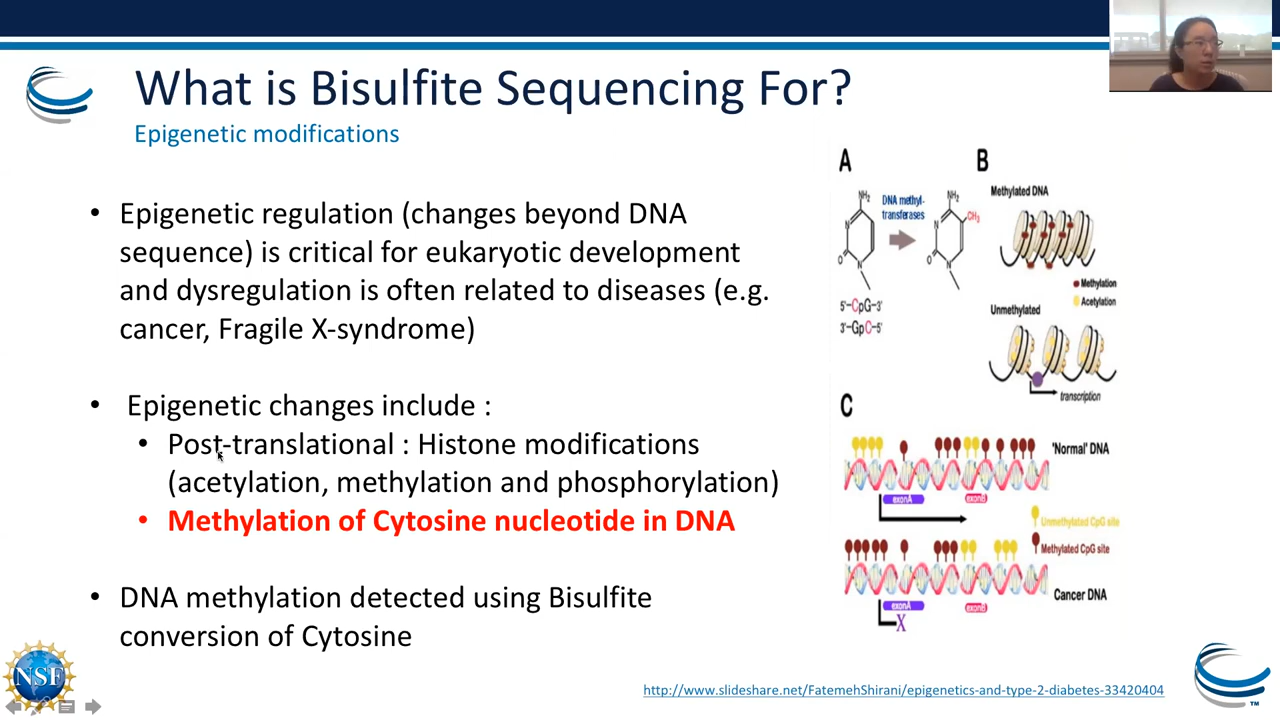 What is Bisulfite Sequencing For?
Epigenetic modifications
• Epigenetic regulation (changes beyond DNA
sequence) is critical for eukaryotic development
and dysregulation is often related to diseases (e.g.
cancer, Fragile X-syndrome)
• Epigenetic changes include :
• Post-translational : Histone modifications
(acetylation, methylation and phosphorylation)
• Methylation of Cytosine nucleotide in DNA
• DNA methylation detected using Bisulfite
conversion of Cytosine
A
NH₂
N
O
N
DNA methyl-
transferases
NH₂
CH₃
N
O
N
5'–CpG–3'
3'–GpC–5'
B
Methylated DNA
Methylation
Acetylation
Unmethylated
transcription
C
'Normal' DNA
exonA
exonB
Unmethylated CpG site
Methylated CpG site
Cancer DNA
exonA
exonB
X
NSF
http://www.slideshare.net/FatemehShirani/epigenetics-and-type-2-diabetes-33420404
TM